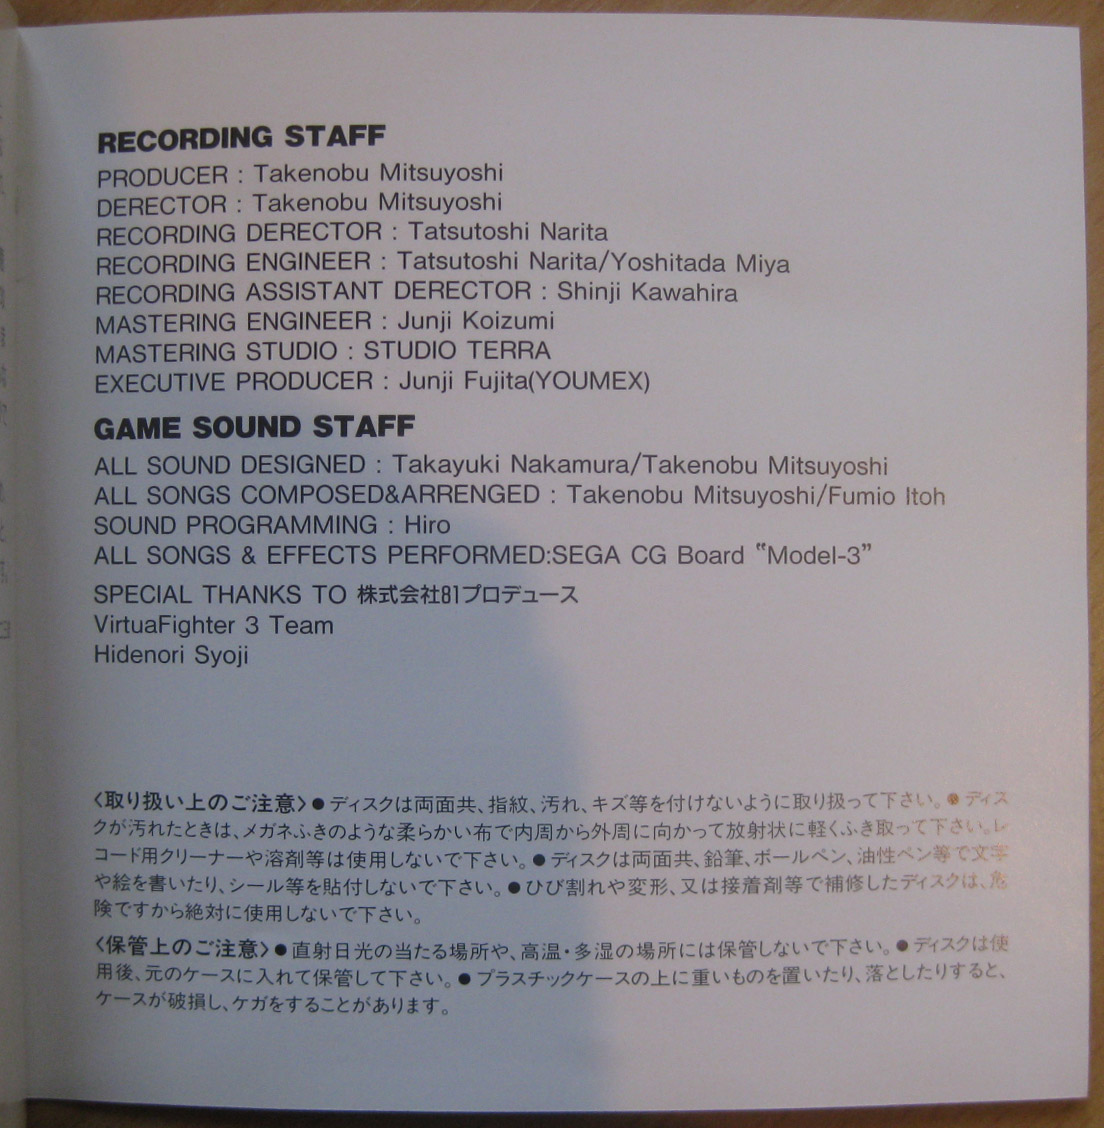 RECORDING STAFF
PRODUCER : Takenobu Mitsuyoshi
DERECTOR : Takenobu Mitsuyoshi
RECORDING DERECTOR : Tatsutoshi Narita
RECORDING ENGINEER : Tatsutoshi Narita/Yoshitada Miya
RECORDING ASSISTANT DERECTOR : Shinji Kawahira
MASTERING ENGINEER : Junji Koizumi
MASTERING STUDIO : STUDIO TERRA
EXECUTIVE PRODUCER : Junji Fujita(YOUMEX)
GAME SOUND STAFF
ALL SOUND DESIGNED : Takayuki Nakamura/Takenobu Mitsuyoshi
ALL SONGS COMPOSED&ARRENGED : Takenobu Mitsuyoshi/Fumio Itoh
SOUND PROGRAMMING : Hiro
ALL SONGS & EFFECTS PERFORMED:SEGA CG Board "Model-3"
SPECIAL THANKS TO 株式会社81プロデュース
VirtuaFighter 3 Team
Hidenori Syoji
〈取り扱い上のご注意〉●ディスクは両面共、指紋、汚れ、キズ等を付けないように取り扱って下さい。●ディス
クが汚れたときは、メガネふきのような柔らかい布で内周から外周に向かって放射状に軽くふき取って下さい。レ
コード用クリーナーや溶剤等は使用しないで下さい。●ディスクは両面共、鉛筆、ボールペン、油性ペン等で文字
や絵を書いたり、シール等を貼付しないで下さい。●ひび割れや変形、又は接着剤等で補修したディスクは、危
険ですから絶対に使用しないで下さい。
〈保管上のご注意〉●直射日光の当たる場所や、高温・多湿の場所には保管しないで下さい。●ディスクは使
用後、元のケースに入れて保管して下さい。●プラスチックケースの上に重いものを置いたり、落としたりすると、
ケースが破損し、ケガをすることがあります。